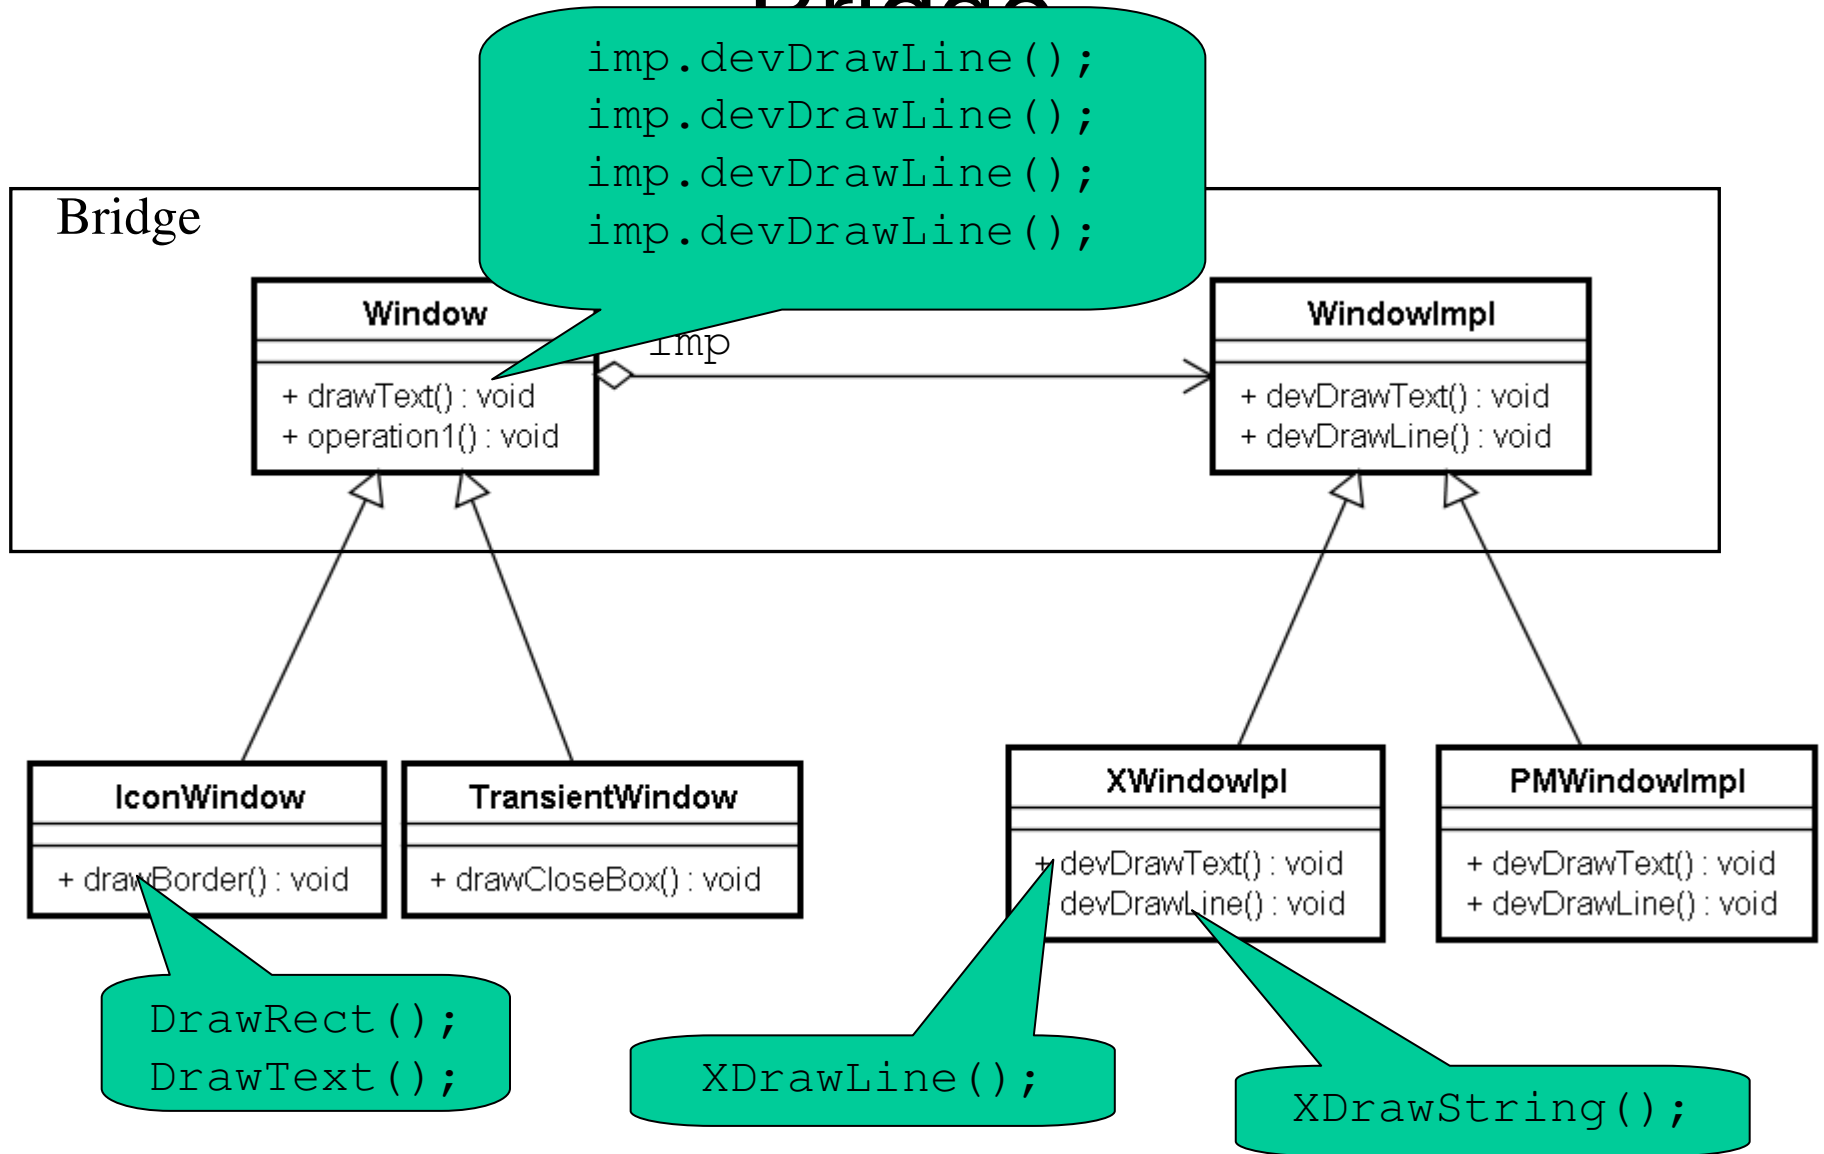 Bridge
imp.devDrawLine();
imp.devDrawLine();
imp.devDrawLine();
imp.devDrawLine();
Bridge
Window
imp
WindowImpl
+ drawText() : void
+ operation1() : void
+ devDrawText() : void
+ devDrawLine() : void
IconWindow
TransientWindow
XWindowIpl
PMWindowImpl
+ drawBorder() : void
+ drawCloseBox() : void
+ devDrawText() : void
devDrawLine() : void
+ devDrawText() : void
+ devDrawLine() : void
DrawRect();
DrawText();
XDrawLine();
XDrawString();